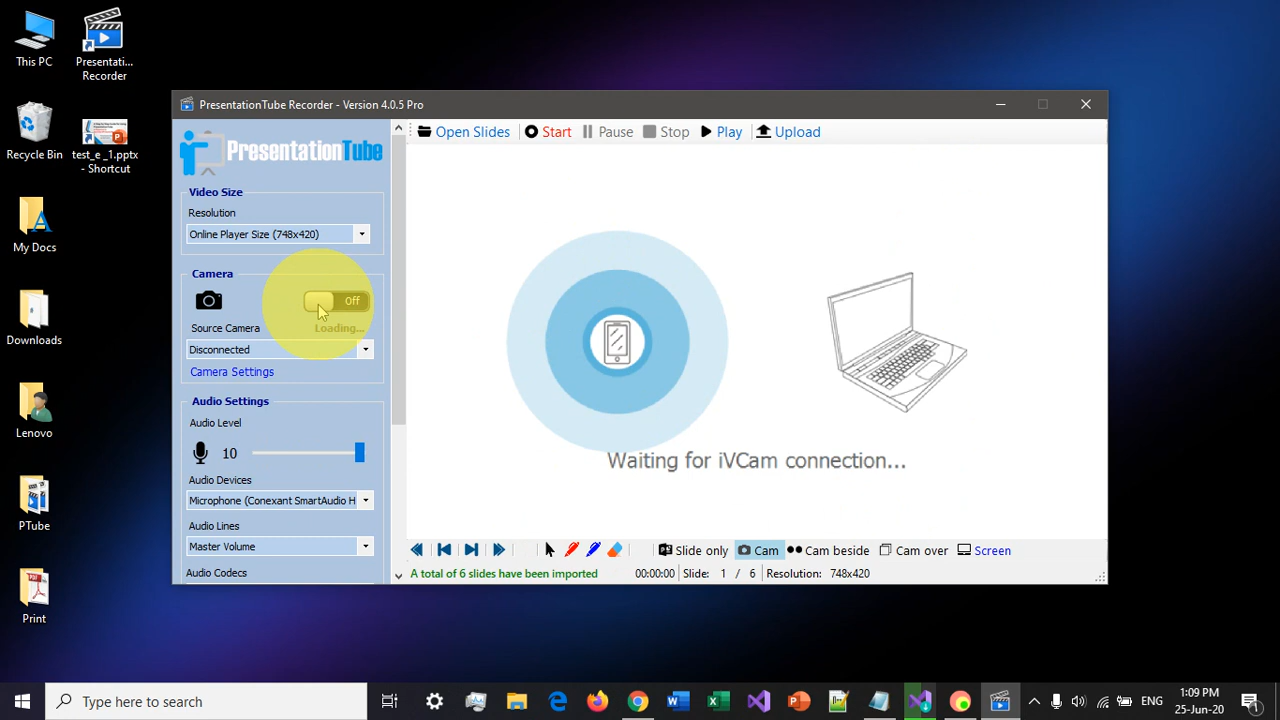 This PC
Presentati...
Recorder
Recycle Bin
test_e _1.pptx
- Shortcut
My Docs
Downloads
Lenovo
PTube
Print
PresentationTube Recorder - Version 4.0.5 Pro
PresentationTube
Open Slides Start Pause Stop Play Upload
Video Size
Resolution
Online Player Size (748x420)
Camera
Off
Source Camera Loading...
Disconnected
Camera Settings
Audio Settings
Audio Level
10
Audio Devices
Microphone (Conexant SmartAudio H
Audio Lines
Master Volume
Audio Codecs
Waiting for iVCam connection...
Slide only Cam Cam beside Cam over Screen
A total of 6 slides have been imported 00:00:00 Slide: 1 / 6 Resolution: 748x420
Type here to search
ENG
1:09 PM
25-Jun-20